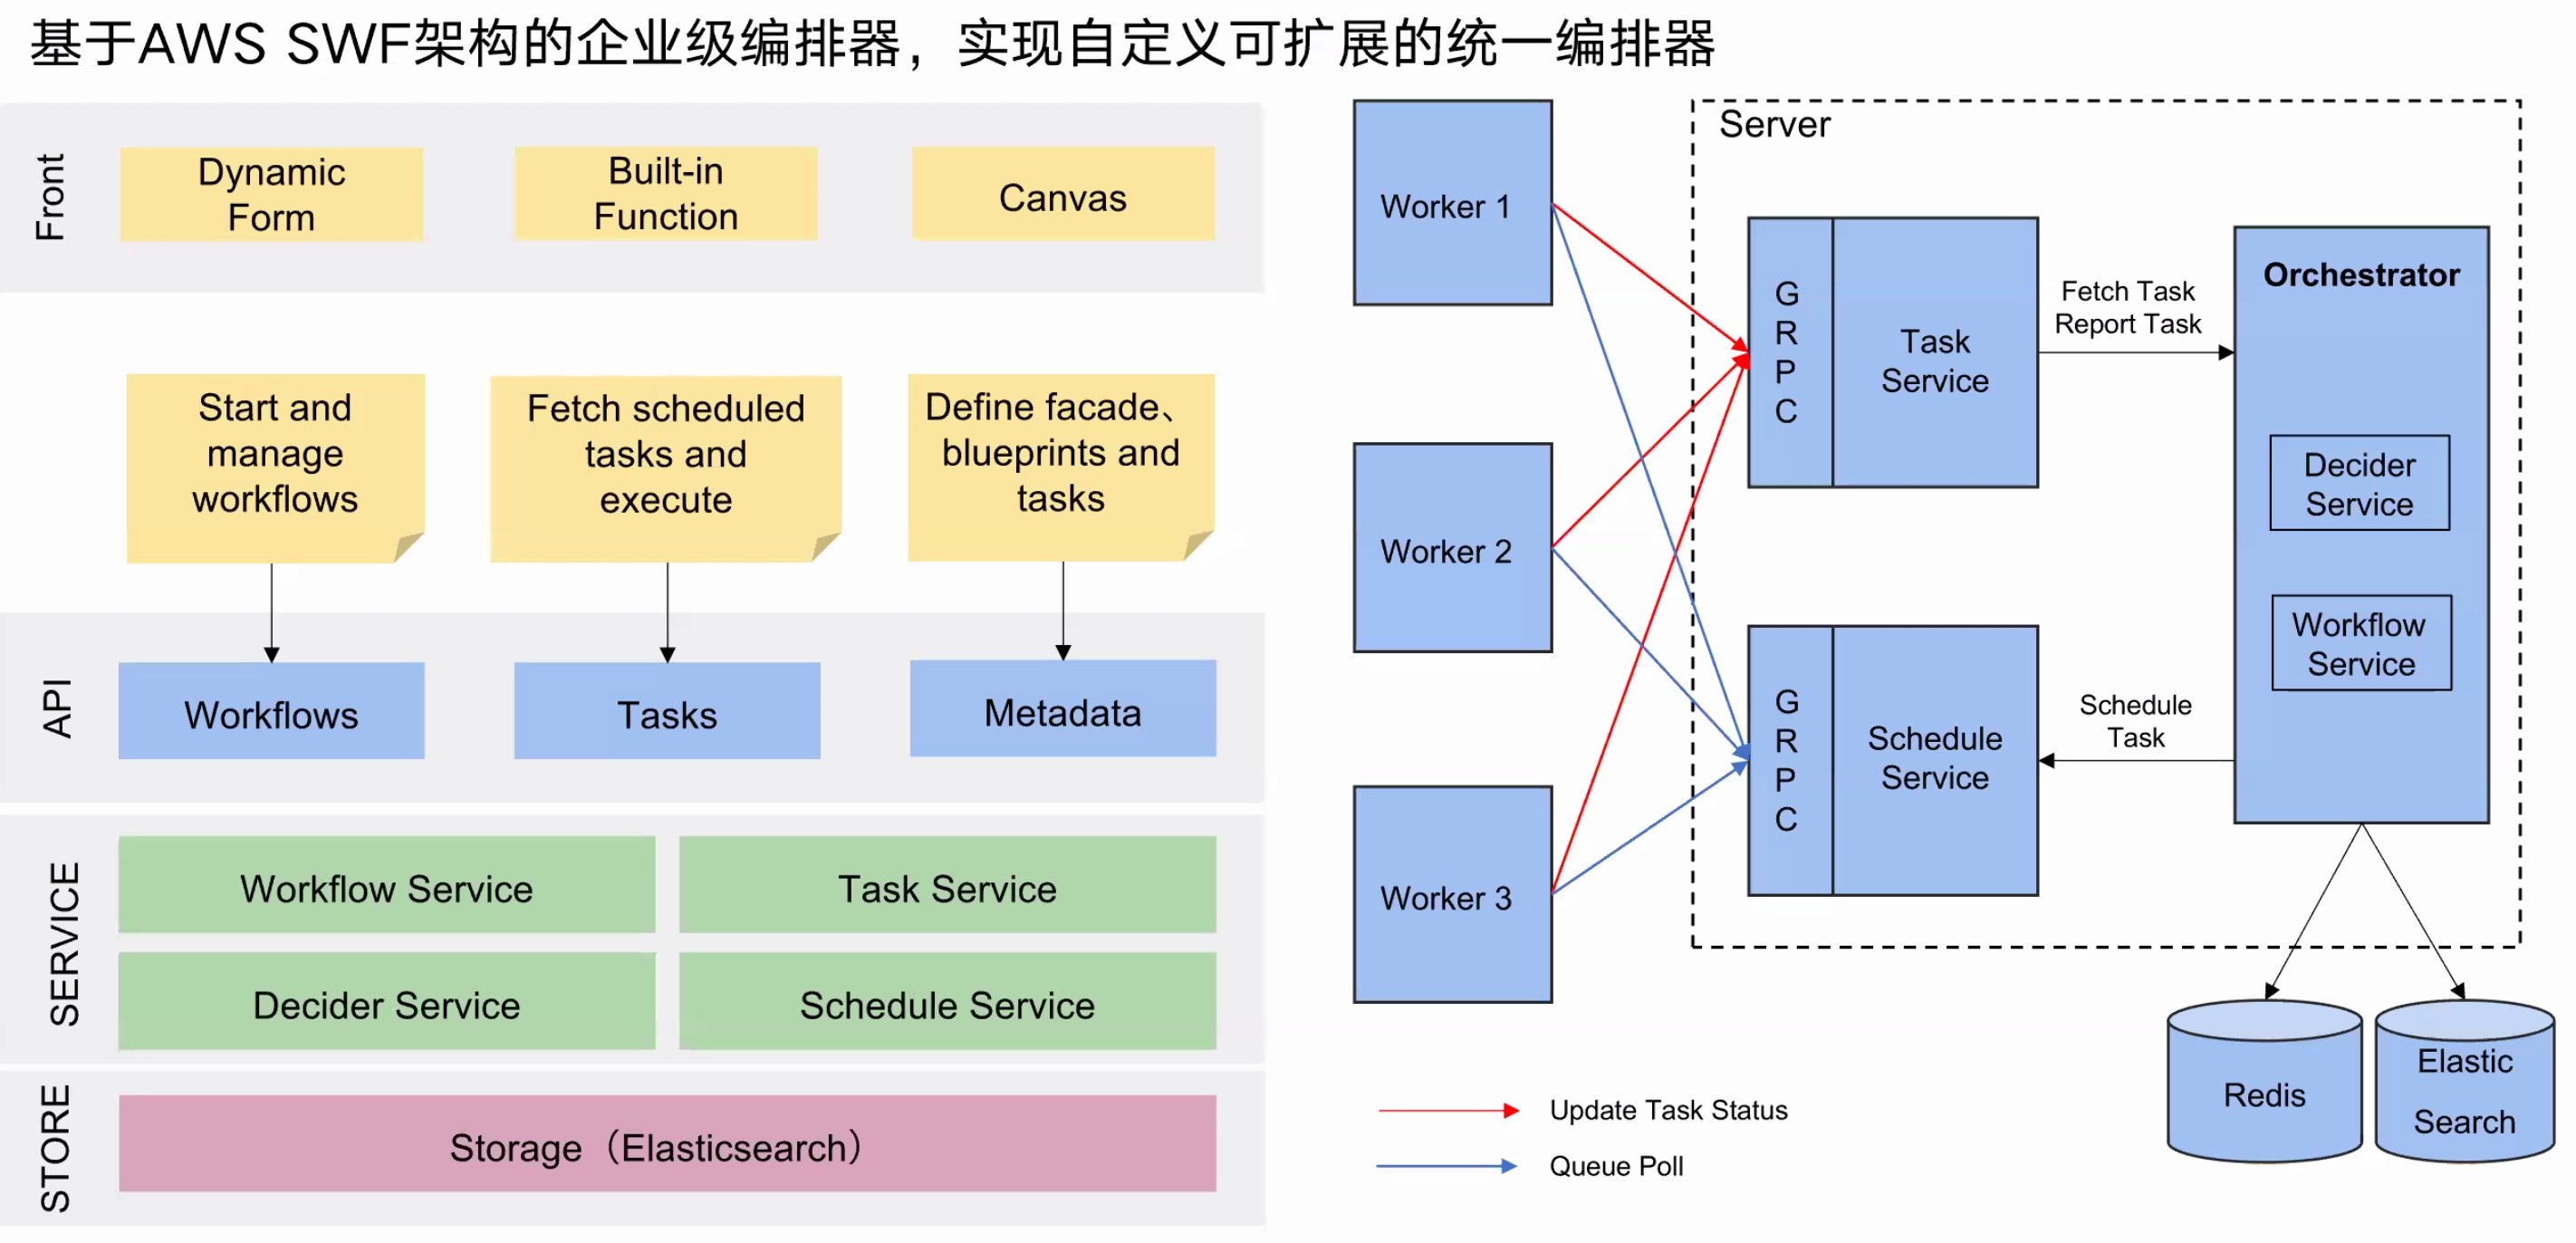 基于AWS SWF架构的企业级编排器，实现自定义可扩展的统一编排器
Front
Dynamic
Form
Built-in
Function
Canvas
Start and
manage
workflows
Fetch scheduled
tasks and
execute
Define facade、
blueprints and
tasks
API
Workflows
Tasks
Metadata
SERVICE
Workflow Service
Task Service
Decider Service
Schedule Service
STORE
Storage（Elasticsearch）
Worker 1
Worker 2
Worker 3
Server
G
R
P
C
Task
Service
Fetch Task
Report Task
Orchestrator
Decider
Service
Workflow
Service
G
R
P
C
Schedule
Service
Schedule
Task
Redis
Elastic
Search
Update Task Status
Queue Poll